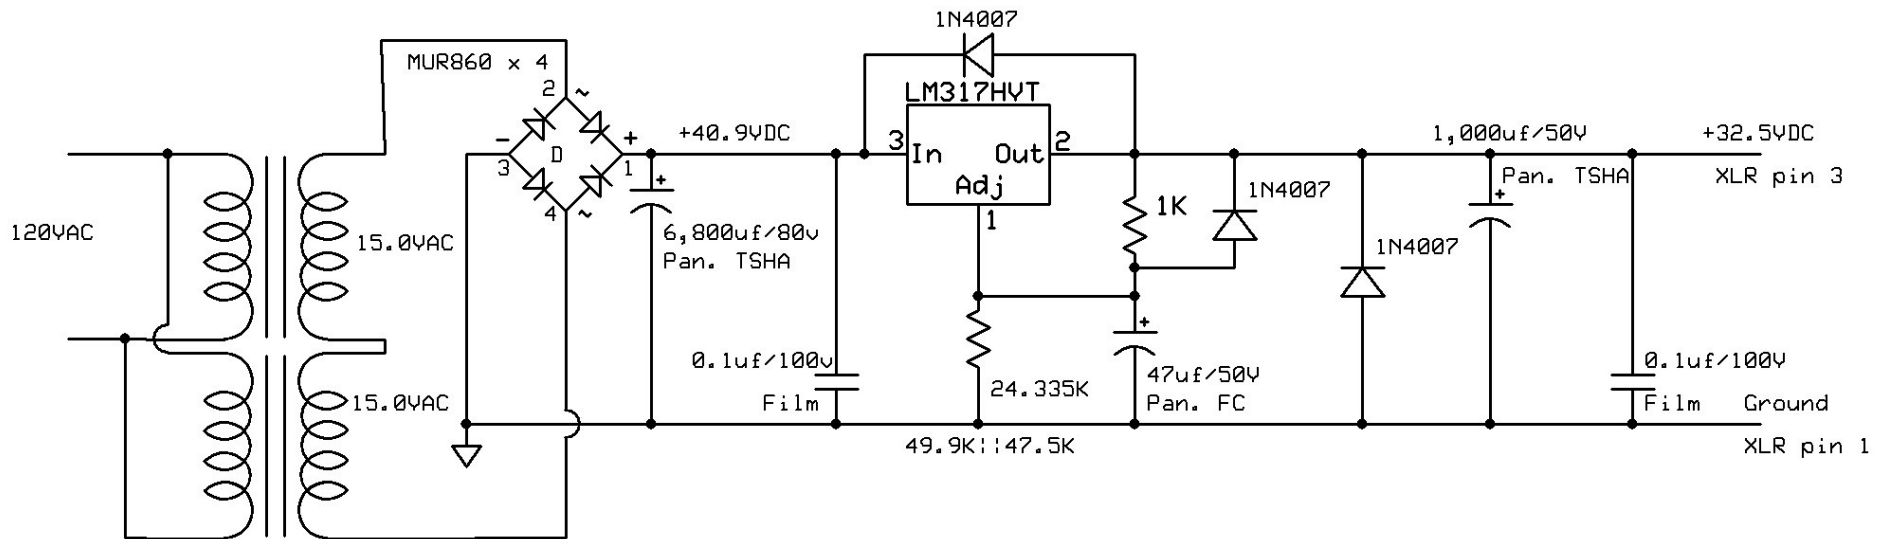 1N4007
MUR860 x 4
2
~
LM317HVT
+
+40.9VDC
3
In
Out
2
1,000uf/50V
+32.5VDC
-
3
D
1
Adj
Pan. TSHA
XLR pin 3
+
1N4007
+
4
~
1
1K
120VAC
15.0VAC
6,800uf/80v
Pan. TSHA
1N4007
+
0.1uf/100v
Film
24.335K
47uf/50V
Pan. FC
0.1uf/100V
Film
Ground
15.0VAC
49.9K¦¦47.5K
XLR pin 1